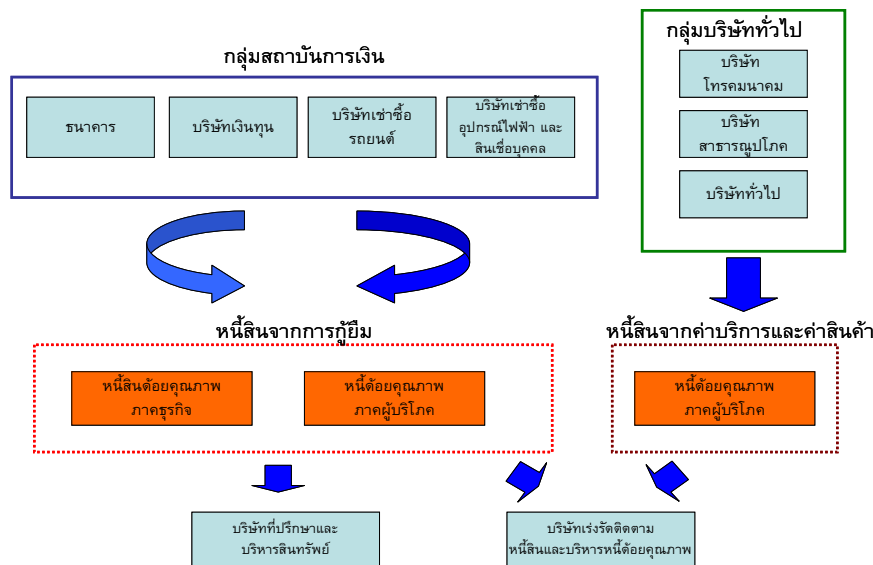 กลุ่มสถาบันการเงิน
ธนาคาร
บริษัทเงินทุน
บริษัทเช่าซื้อ
รถยนต์
บริษัทเช่าซื้อ
อุปกรณ์ไฟฟ้า และ
สินเชื่อบุคคล
กลุ่มบริษัททั่วไป
บริษัท
โทรคมนาคม
บริษัท
สาธารณูปโภค
บริษัททั่วไป
หนี้สินจากการกู้ยืม
หนี้สินด้อยคุณภาพ
ภาคธุรกิจ
หนี้ด้อยคุณภาพ
ภาคผู้บริโภค
หนี้สินจากค่าบริการและค่าสินค้า
หนี้ด้อยคุณภาพ
ภาคผู้บริโภค
บริษัทที่ปรึกษาและ
บริหารสินทรัพย์
บริษัทเร่งรัดติดตาม
หนี้สินและบริหารหนี้ด้อยคุณภาพ